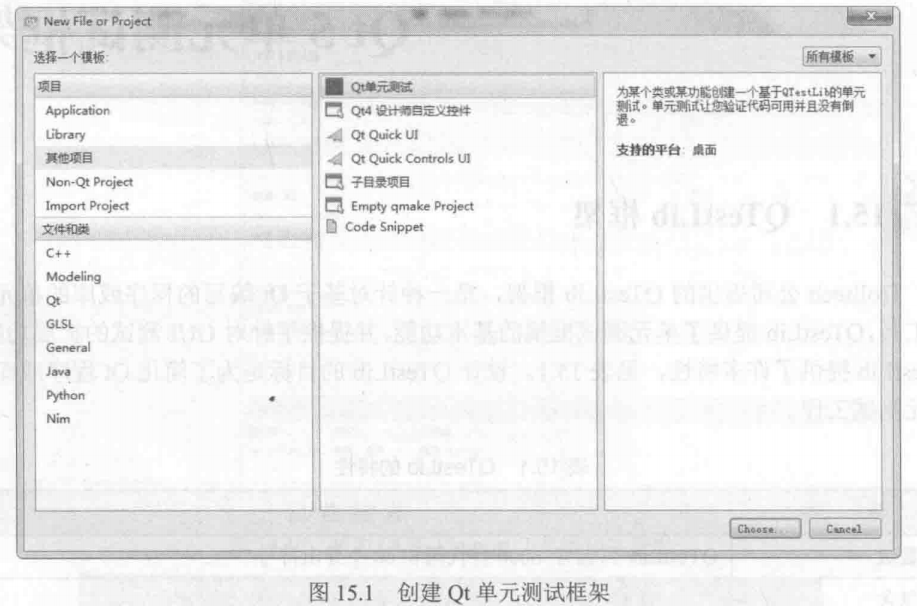 New File or Project
选择一个模板:
所有模板
项目
Application
Library
其他项目
Non-Qt Project
Import Project
文件和类
C++
Modeling
Qt
GLSL
General
Java
Python
Nim
Qt单元测试
Qt4 设计师自定义控件
Qt Quick UI
Qt Quick Controls UI
子目录项目
Empty qmake Project
Code Snippet
为某个类或某功能创建一个基于QTestLib的单元
测试。单元测试让您验证代码可用并且没有倒
退。
支持的平台: 桌面
Choose...
Cancel
图 15.1 创建 Qt 单元测试框架